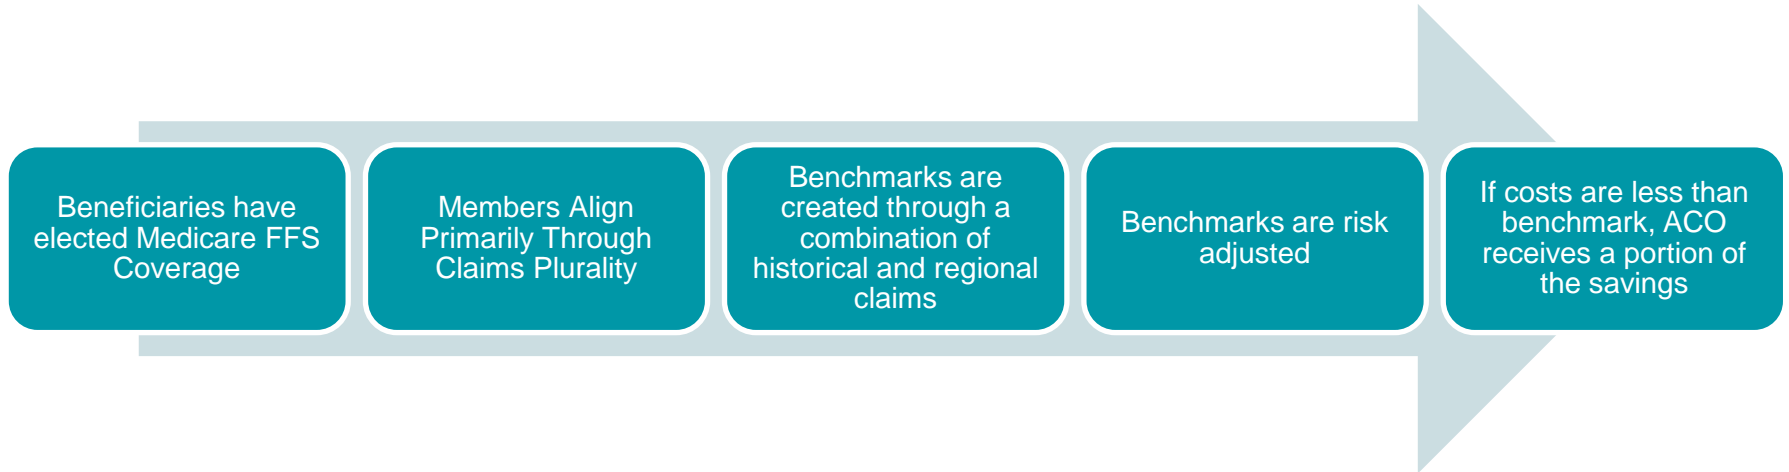 Beneficiaries have
elected Medicare FFS
Coverage
Members Align
Primarily Through
Claims Plurality
Benchmarks are
created through a
combination of
historical and regional
claims
Benchmarks are risk
adjusted
If costs are less than
benchmark, ACO
receives a portion of
the savings